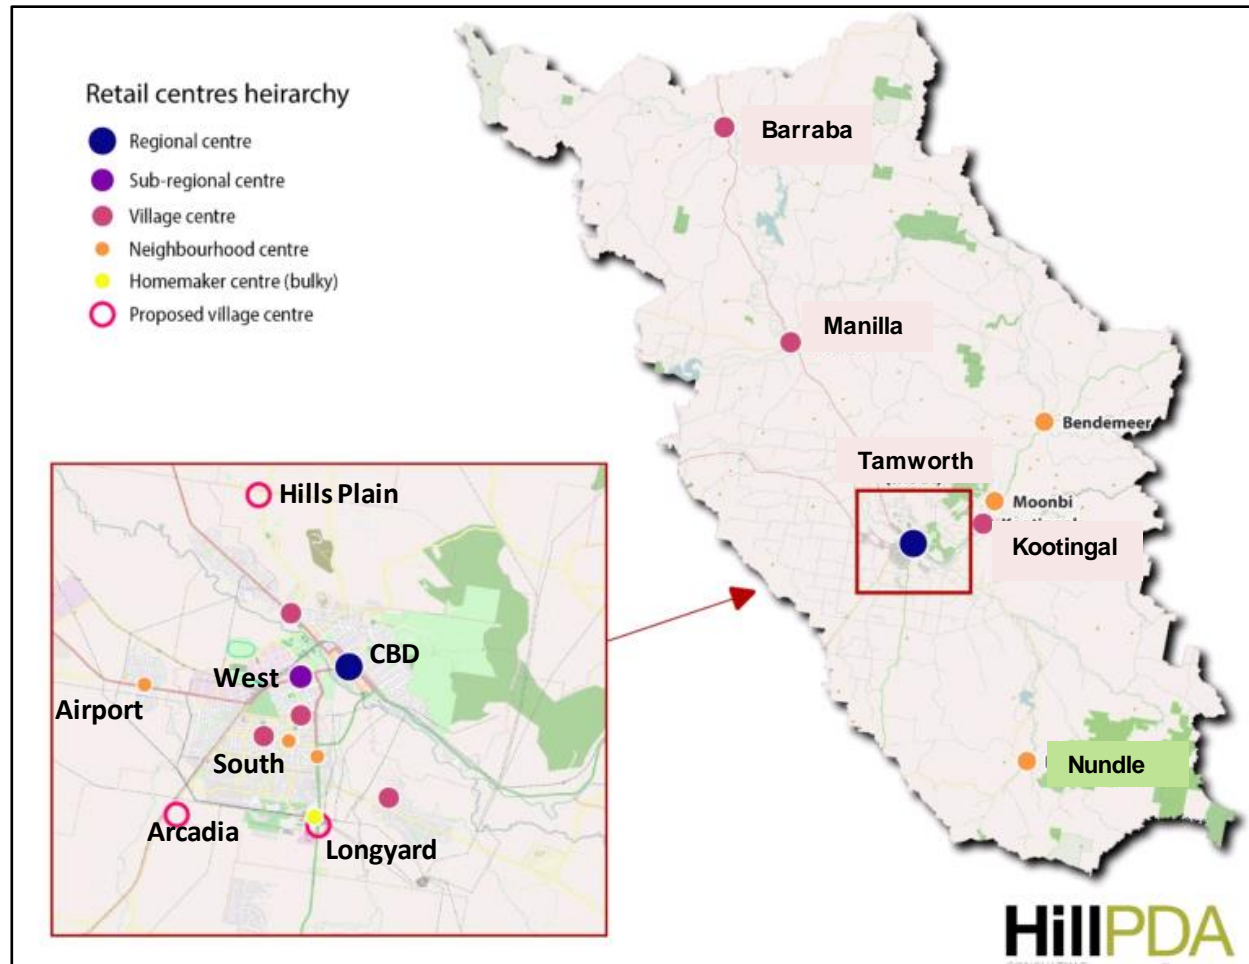 Retail centres heirarchy
Regional centre
Sub-regional centre
Village centre
Neighbourhood centre
Homemaker centre (bulky)
Proposed village centre
Barraba
Manilla
Bendemeer
Tamworth
Moonbi
Kootingal
Nundle
Hills Plain
CBD
West
Airport
South
Arcadia
Longyard
HillPDA